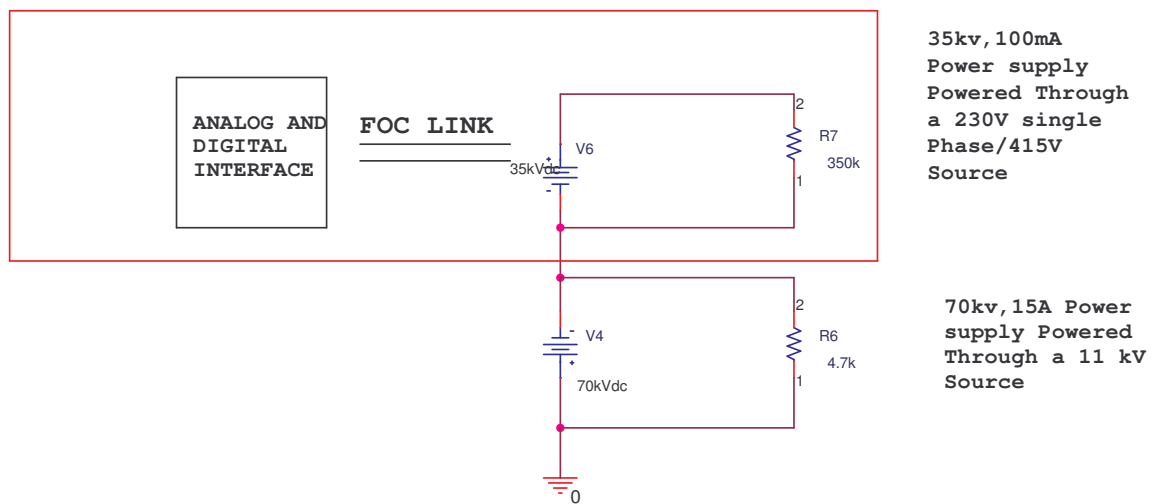 35kv,100mA
Power supply
Powered Through
a 230V single
Phase/415V
Source
ANALOG AND
DIGITAL
INTERFACE
FOC LINK
+
V6
35kVdc
-
2
R7
350k
1
70kv,15A Power
supply Powered
Through a 11 kV
Source
-
V4
+
70kVdc
2
R6
4.7k
1
0